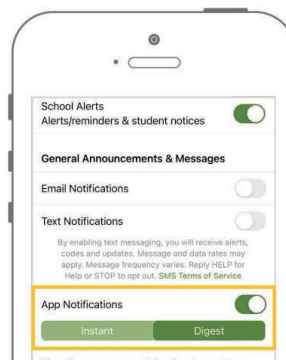 School Alerts
Alerts/reminders & student notices
General Announcements & Messages
Email Notifications
Text Notifications
By enabling text messaging, you will receive alerts,
codes and updates. Message and data rates may
apply. Message frequency varies. Reply HELP for
Help or STOP to opt out. SMS Terms of Service
App Notifications
Instant Digest